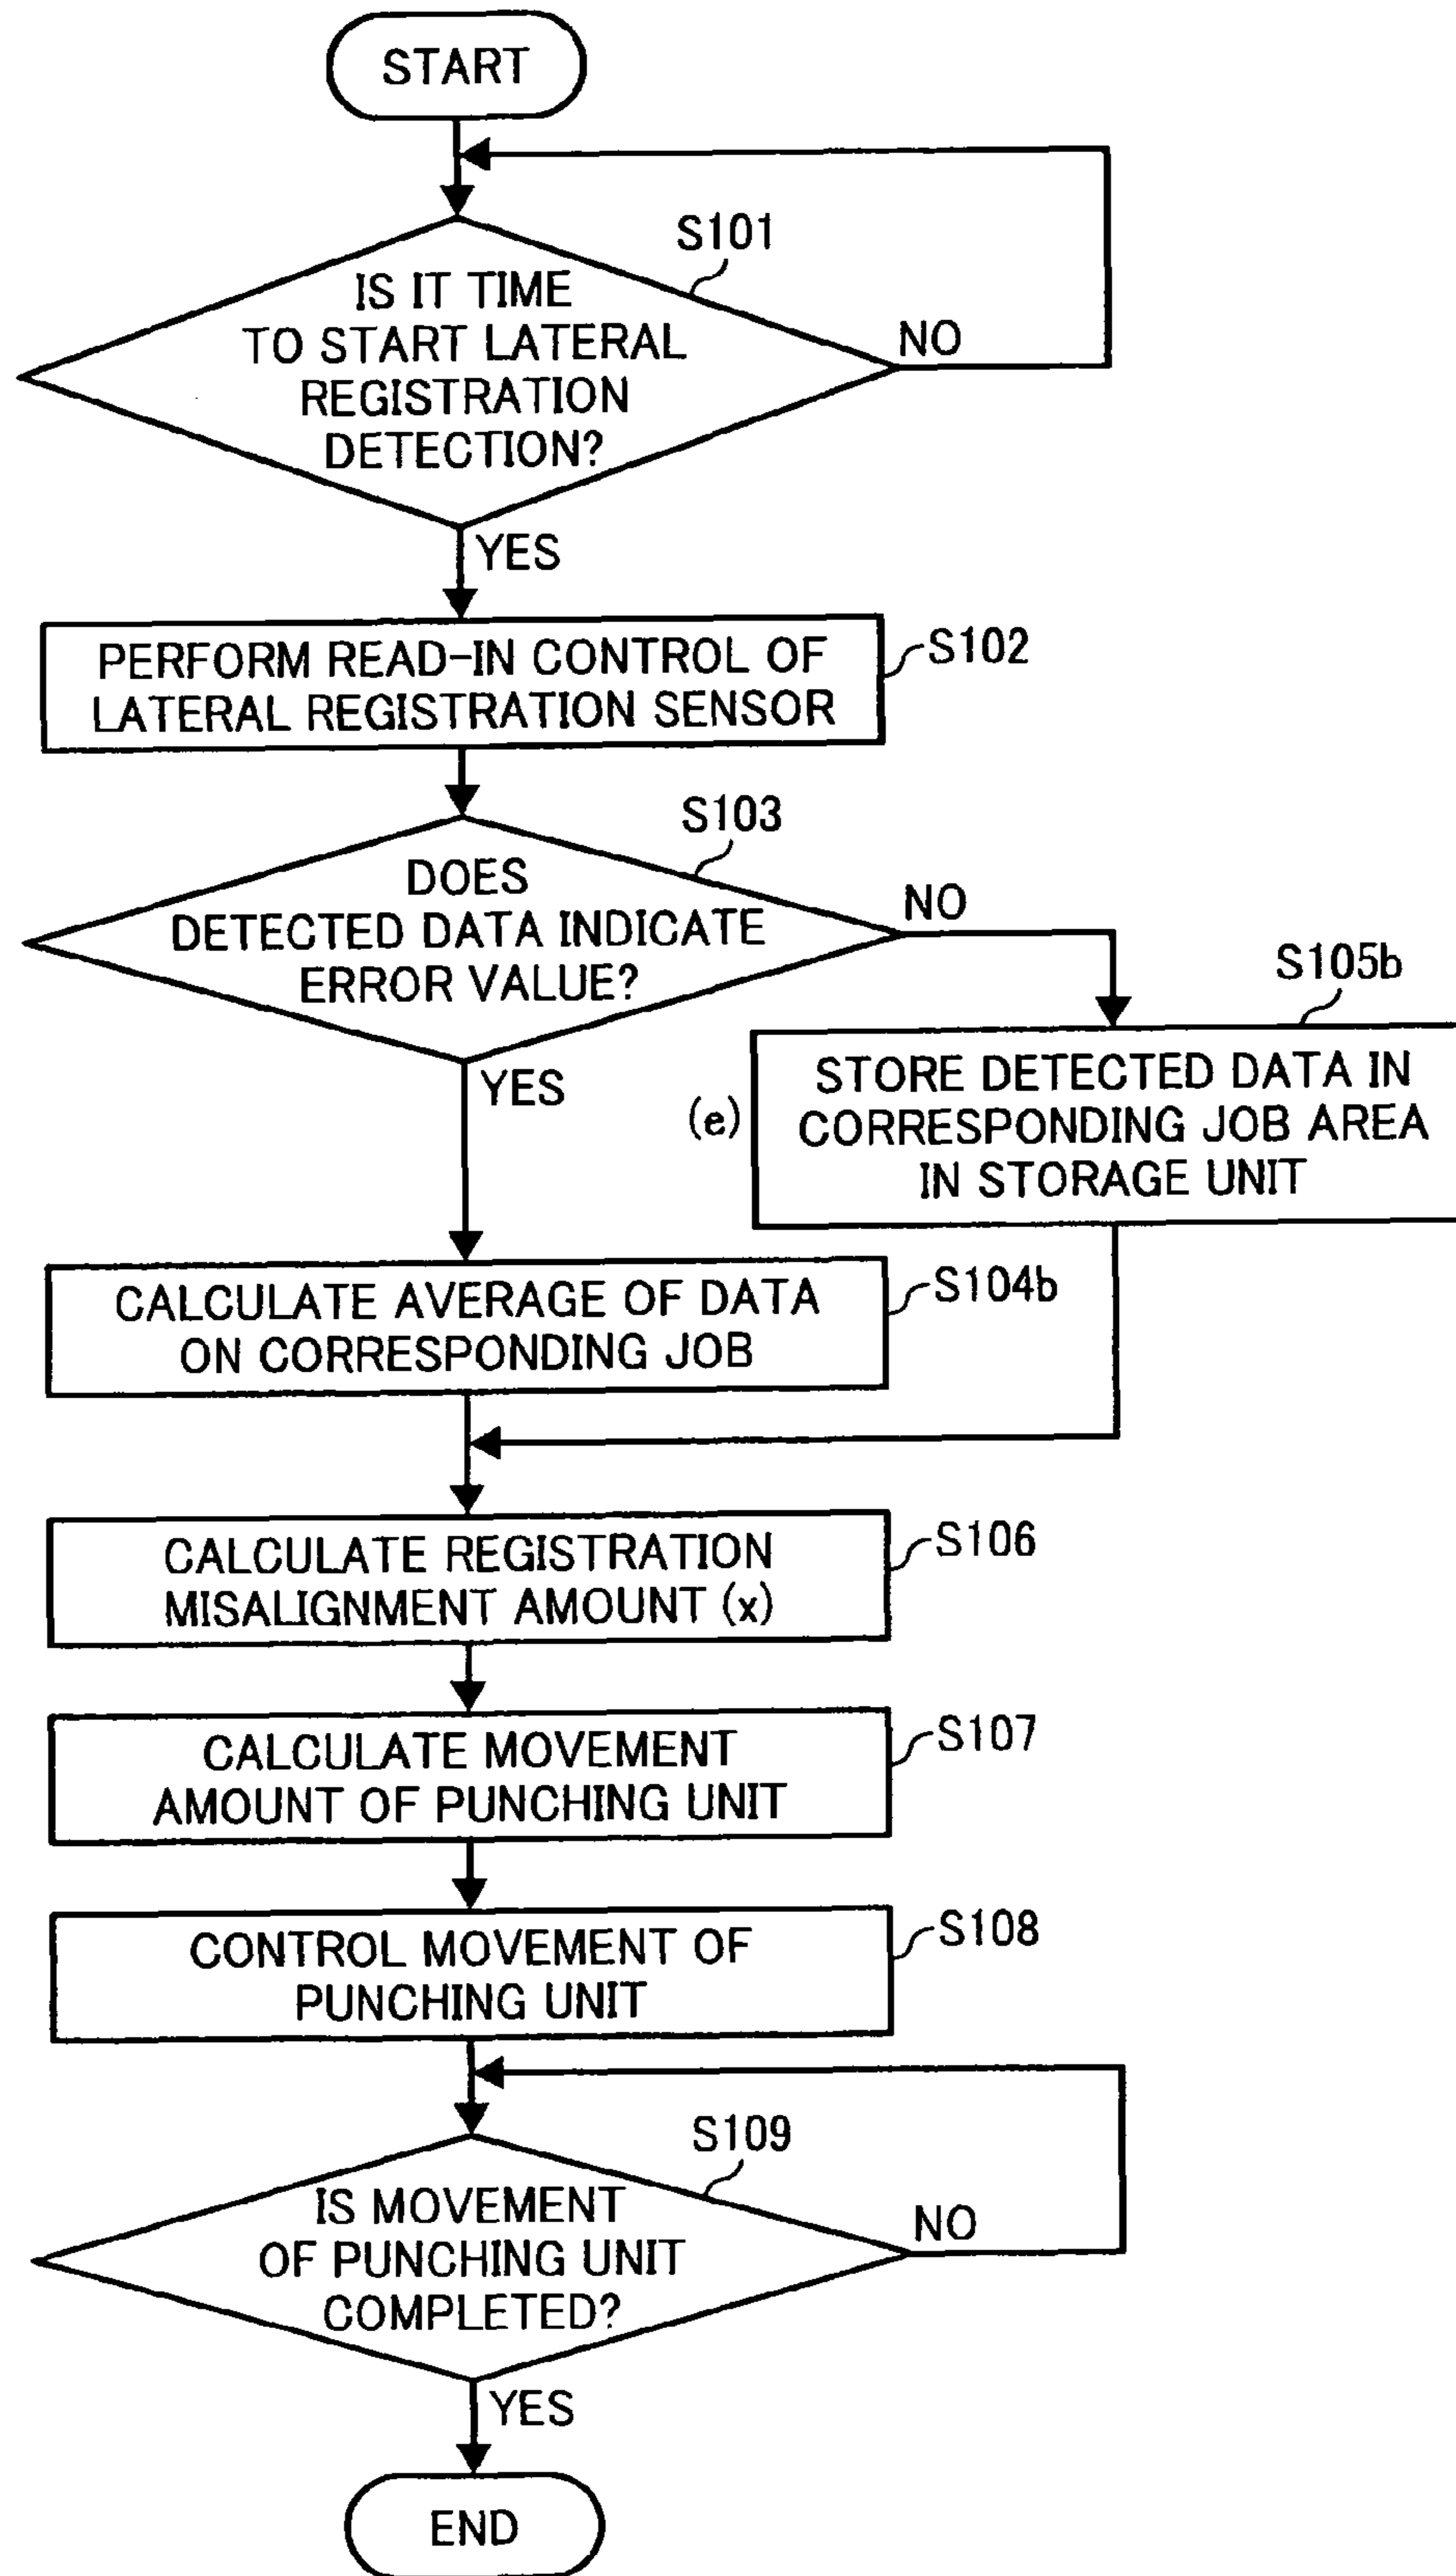 START
S101
IS IT TIME
TO START LATERAL
REGISTRATION
DETECTION?
NO
YES
PERFORM READ-IN CONTROL OF
LATERAL REGISTRATION SENSOR
S102
S103
DOES
DETECTED DATA INDICATE
ERROR VALUE?
NO
YES
S105b
(e)
STORE DETECTED DATA IN
CORRESPONDING JOB AREA
IN STORAGE UNIT
CALCULATE AVERAGE OF DATA
ON CORRESPONDING JOB
S104b
CALCULATE REGISTRATION
MISALIGNMENT AMOUNT (x)
S106
CALCULATE MOVEMENT
AMOUNT OF PUNCHING UNIT
S107
CONTROL MOVEMENT OF
PUNCHING UNIT
S108
S109
IS MOVEMENT
OF PUNCHING UNIT
COMPLETED?
NO
YES
END